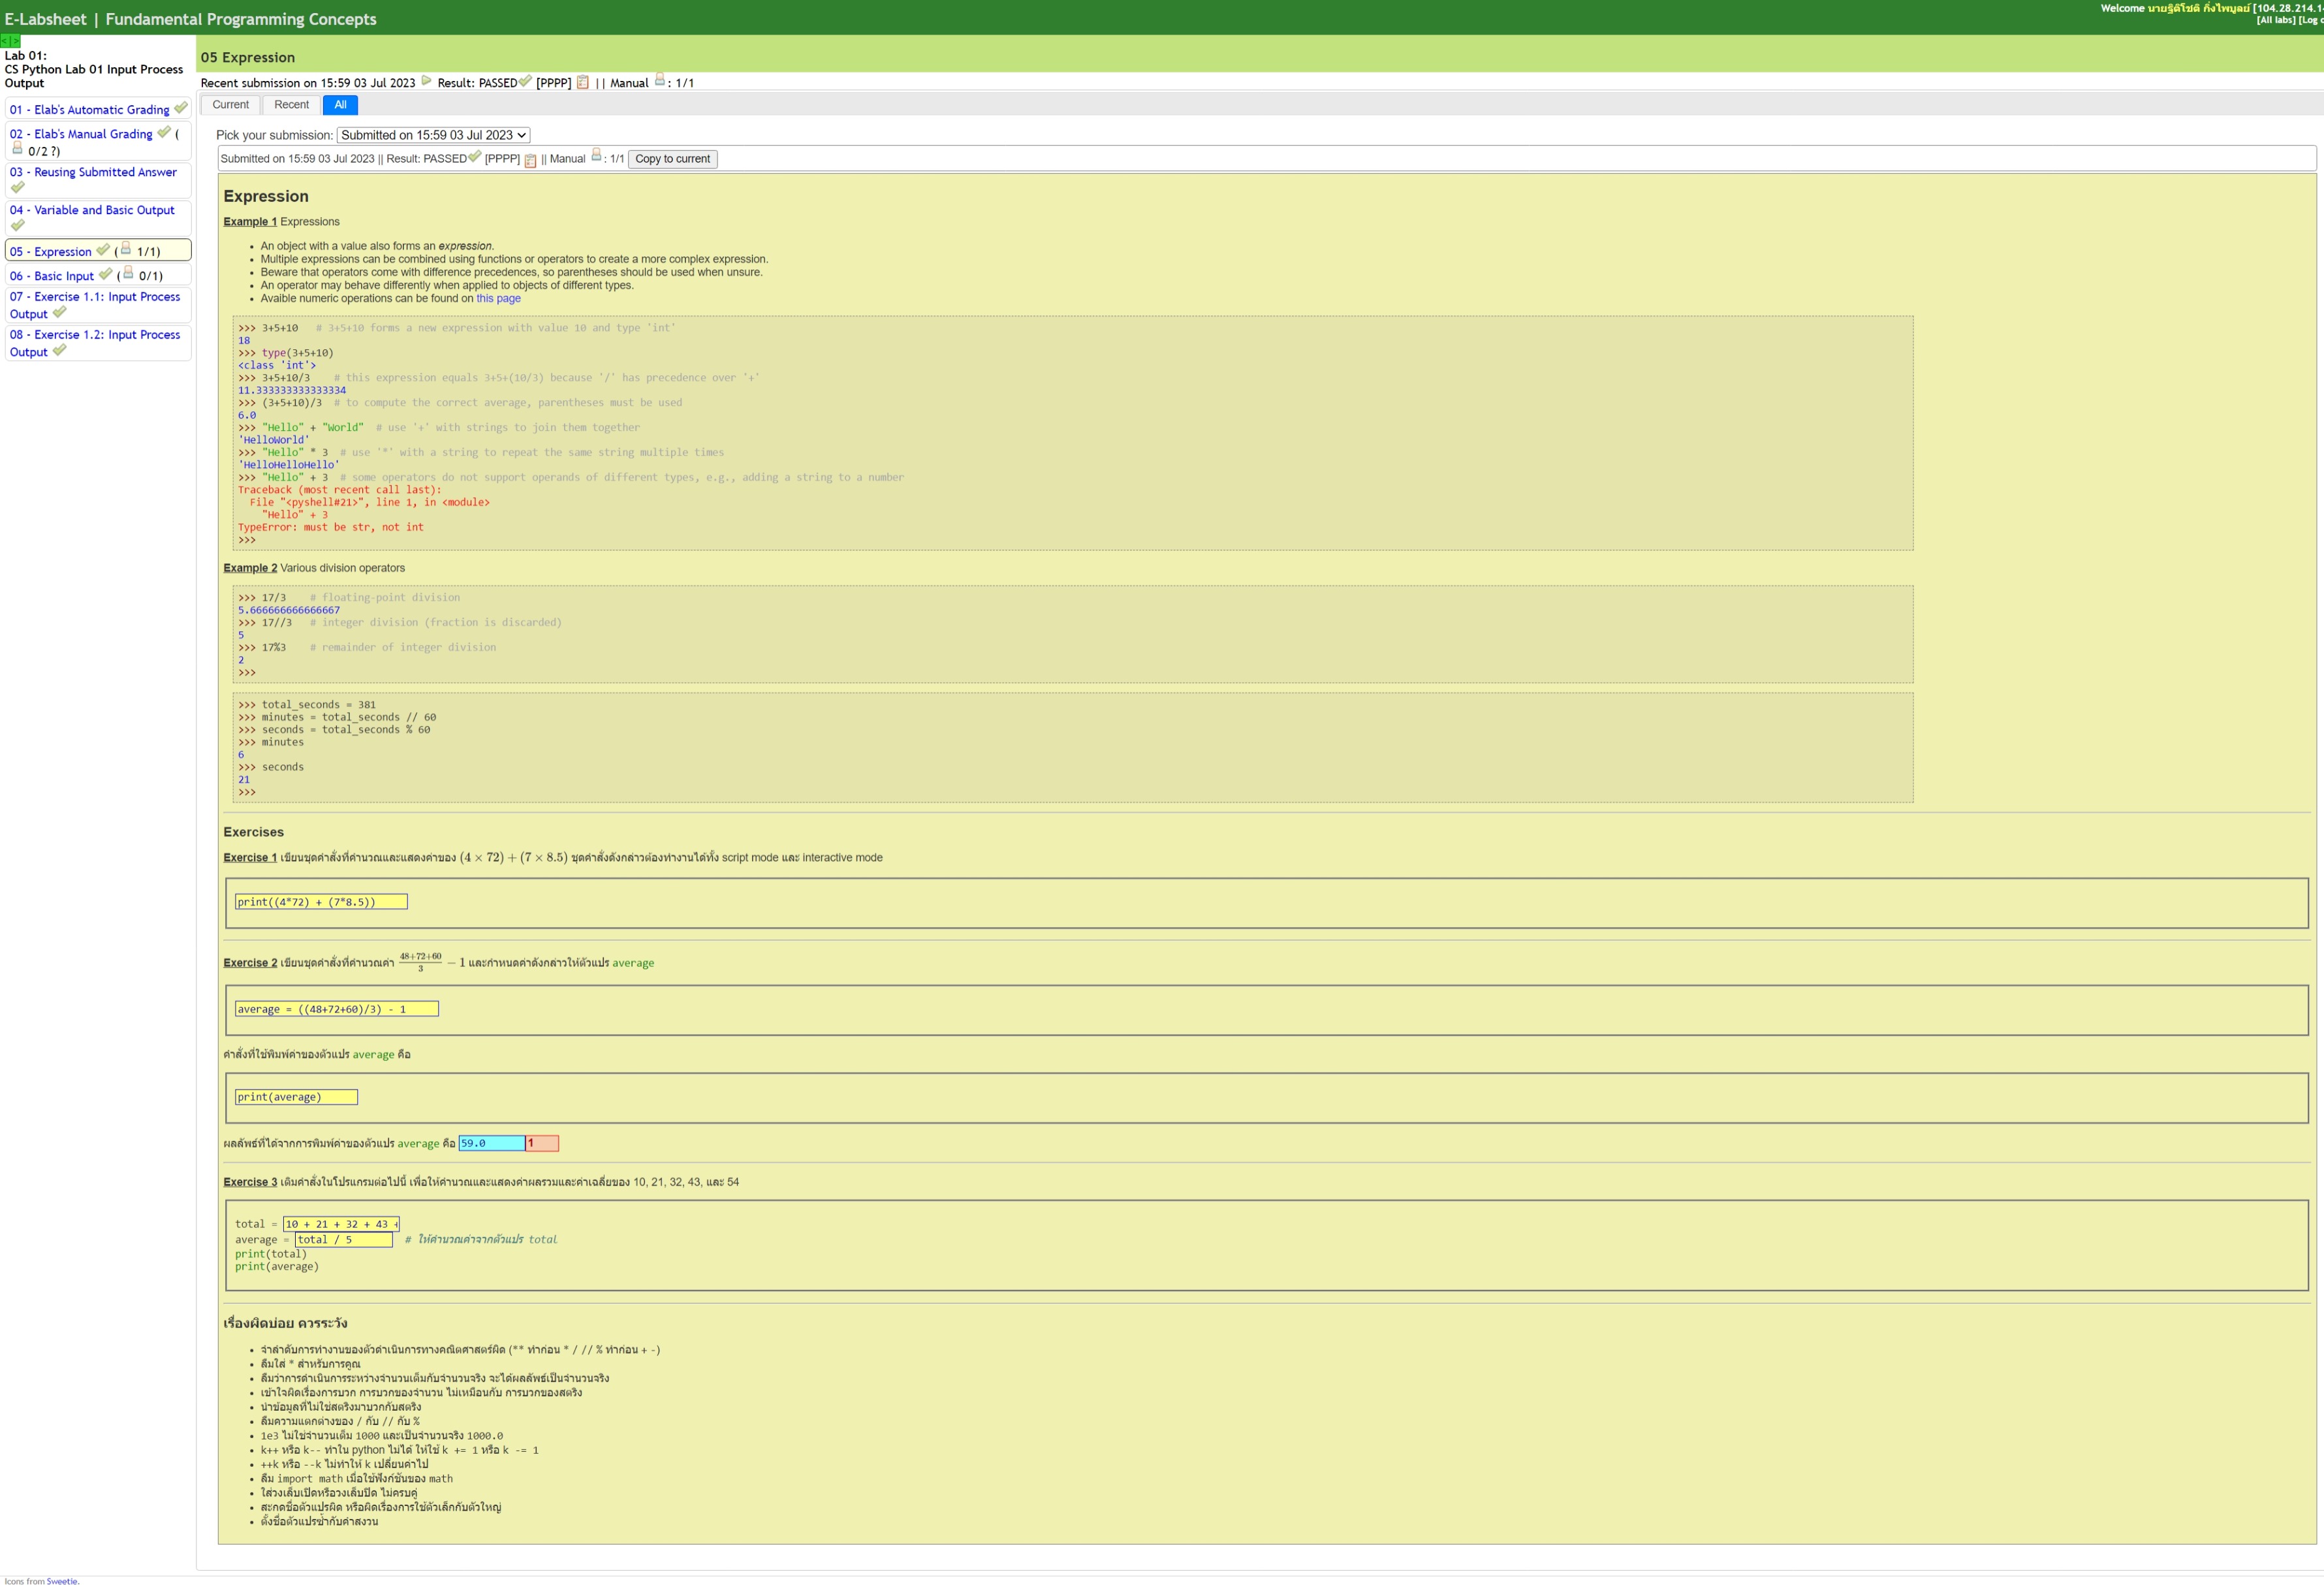 E-Labsheet | Fundamental Programming Concepts
Welcome นายฐิติโชติ กิ่งไพบูลย์ [104.28.214.1
[All labs] [Log
<|>
Lab 01:
CS Python Lab 01 Input Process
Output
01 - Elab's Automatic Grading
02 - Elab's Manual Grading (
0/2 ?)
03 - Reusing Submitted Answer
04 - Variable and Basic Output
05 - Expression ( 1/1)
06 - Basic Input ( 0/1)
07 - Exercise 1.1: Input Process
Output
08 - Exercise 1.2: Input Process
Output
05 Expression
Recent submission on 15:59 03 Jul 2023 Result: PASSED [PPPP] || Manual : 1/1
Current Recent All
Pick your submission: Submitted on 15:59 03 Jul 2023
Submitted on 15:59 03 Jul 2023 || Result: PASSED [PPPP] || Manual : 1/1 Copy to current
Expression
Example 1 Expressions
• An object with a value also forms an expression.
• Multiple expressions can be combined using functions or operators to create a more complex expression.
• Beware that operators come with difference precedences, so parentheses should be used when unsure.
• An operator may behave differently when applied to objects of different types.
• Avaible numeric operations can be found on this page
>>> 3+5+10 # 3+5+10 forms a new expression with value 10 and type 'int'
18
>>> type(3+5+10)
<class 'int'>
>>> 3+5+10/3 # this expression equals 3+5+(10/3) because '/' has precedence over '+'
11.333333333333334
>>> (3+5+10)/3 # to compute the correct average, parentheses must be used
6.0
>>> "Hello" + "World" # use '+' with strings to join them together
'HelloWorld'
>>> "Hello" * 3 # use '*' with a string to repeat the same string multiple times
'HelloHelloHello'
>>> "Hello" + 3 # some operators do not support operands of different types, e.g., adding a string to a number
Traceback (most recent call last):
File "<pyshell#21>", line 1, in <module>
"Hello" + 3
TypeError: must be str, not int
>>>
Example 2 Various division operators
>>> 17/3 # floating-point division
5.666666666666667
>>> 17//3 # integer division (fraction is discarded)
5
>>> 17%3 # remainder of integer division
2
>>>
>>> total_seconds = 381
>>> minutes = total_seconds // 60
>>> seconds = total_seconds % 60
>>> minutes
6
>>> seconds
21
>>>
Exercises
Exercise 1 เขียนชุดคำสั่งที่คำนวณและแสดงค่าของ (4 × 72) + (7 × 8.5) ชุดคำสั่งดังกล่าวต้องทำงานได้ทั้ง script mode และ interactive mode
print((4*72) + (7*8.5))
Exercise 2 เขียนชุดคำสั่งที่คำนวณค่า 48+72+60/3 − 1 และกำหนดค่าดังกล่าวให้ตัวแปร average
average = ((48+72+60)/3) - 1
คำสั่งที่ใช้พิมพ์ค่าของตัวแปร average คือ
print(average)
ผลลัพธ์ที่ได้จากการพิมพ์ค่าของตัวแปร average คือ 59.0 1
Exercise 3 เติมคำสั่งในโปรแกรมต่อไปนี้ เพื่อให้คำนวณและแสดงค่าผลรวมและค่าเฉลี่ยของ 10, 21, 32, 43, และ 54
total = 10 + 21 + 32 + 43
average = total / 5 # ให้คำนวณค่าจากตัวแปร total
print(total)
print(average)
เรื่องผิดบ่อย ควรระวัง
• จำลำดับการทำงานของตัวดำเนินการทางคณิตศาสตร์ผิด (** ทำก่อน * / // % ทำก่อน + -)
• ลืมใส่ * สำหรับการคูณ
• ลืมว่าการดำเนินการระหว่างจำนวนเต็มกับจำนวนจริง จะได้ผลลัพธ์เป็นจำนวนจริง
• เข้าใจผิดเรื่องการบวก การบวกของจำนวน ไม่เหมือนกับ การบวกของสตริง
• นำข้อมูลที่ไม่ใช่สตริงมาบวกกับสตริง
• ลืมความแตกต่างของ / กับ // กับ %
• 1e3 ไม่ใช่จำนวนเต็ม 1000 และเป็นจำนวนจริง 1000.0
• k++ หรือ k-- ทำใน python ไม่ได้ ให้ใช้ k += 1 หรือ k -= 1
• ++k หรือ --k ไม่ทำให้ k เปลี่ยนค่าไป
• ลืม import math เมื่อใช้ฟังก์ชันของ math
• ใส่วงเล็บเปิดหรือวงเล็บปิด ไม่ครบคู่
• สะกดชื่อตัวแปรผิด หรือผิดเรื่องการใช้ตัวเล็กกับตัวใหญ่
• ตั้งชื่อตัวแปรซ้ำกับคำสงวน
Icons from Sweetie.